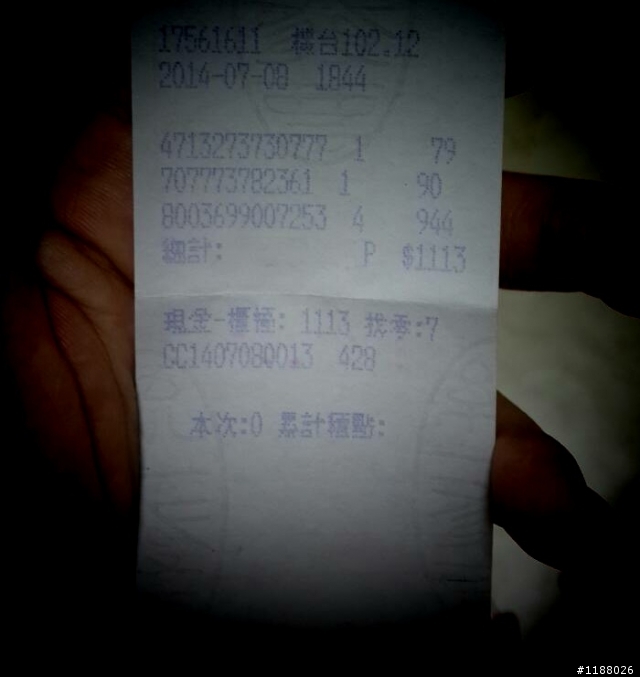 17561611 機台102.12
2014-07-08 1844
4713273730777 1 79
707773782361 1 90
8003699007253 4 944
總計: P $1113
現金-櫃檯: 1113 找零:7
CC1407080013 428
本次:0 累計積點:
#1188026